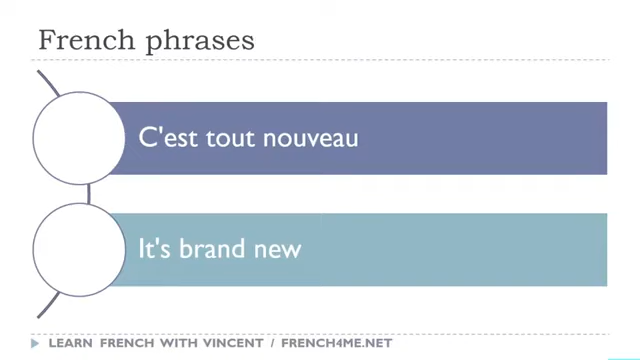 French phrases
C'est tout nouveau
It's brand new
LEARN FRENCH WITH VINCENT / FRENCH4ME.NET